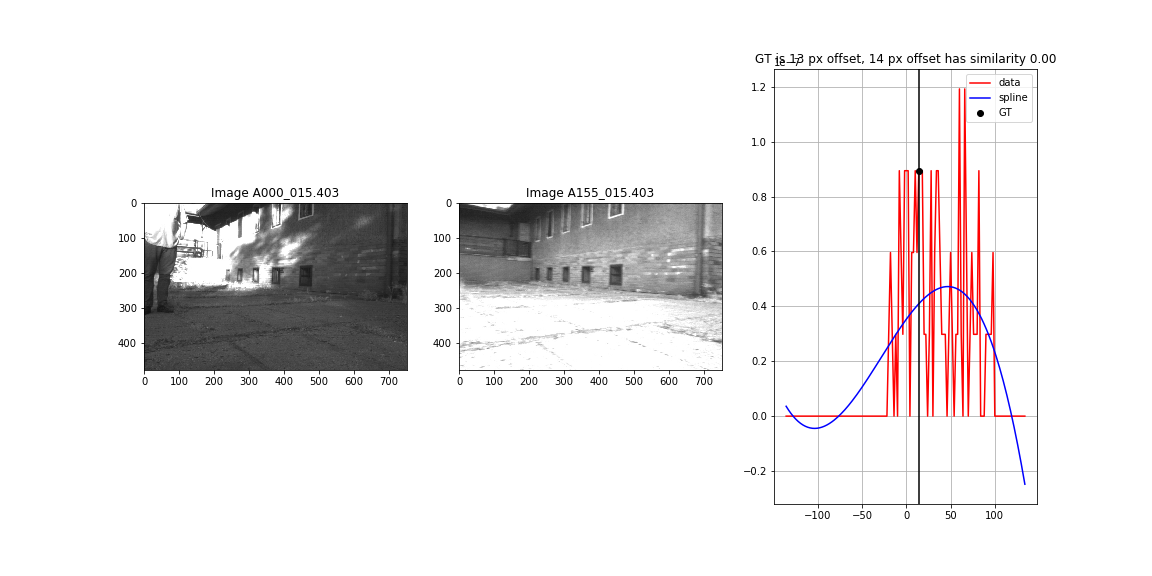 GT is 13 px offset, 14 px offset has similarity 0.00
1e−7
data
spline
GT
1.2
1.0
0.8
0.6
0.4
0.2
0.0
−0.2
−100 −50 0 50 100
Image A000_015.403
0
100
200
300
400
0 100 200 300 400 500 600 700
Image A155_015.403
0
100
200
300
400
0 100 200 300 400 500 600 700